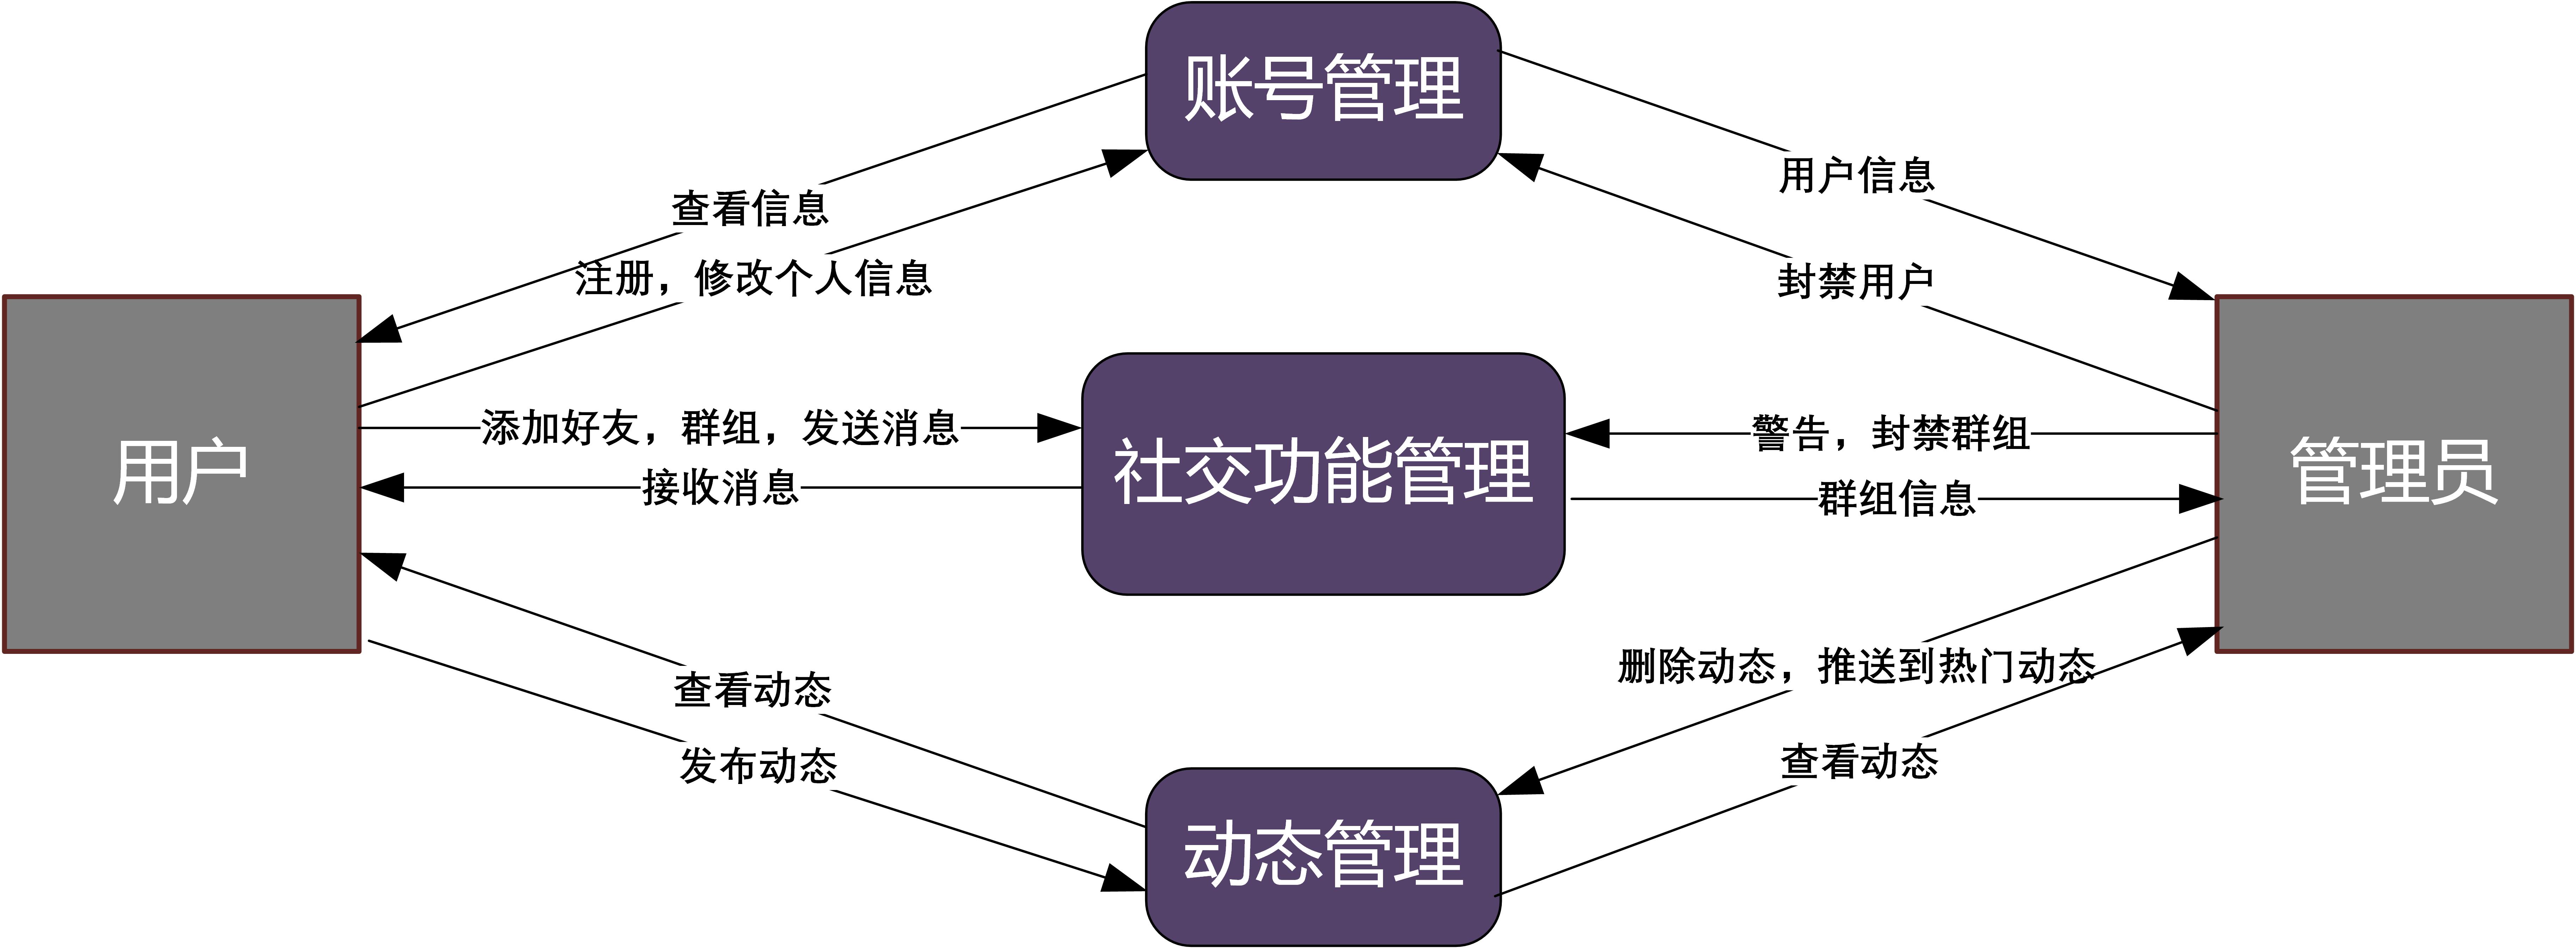 账号管理
用户信息
查看信息
注册，修改个人信息
封禁用户
用户
添加好友，群组，发送消息
接收消息
社交功能管理
警告，封禁群组
群组信息
管理员
查看动态
发布动态
删除动态，推送到热门动态
查看动态
动态管理